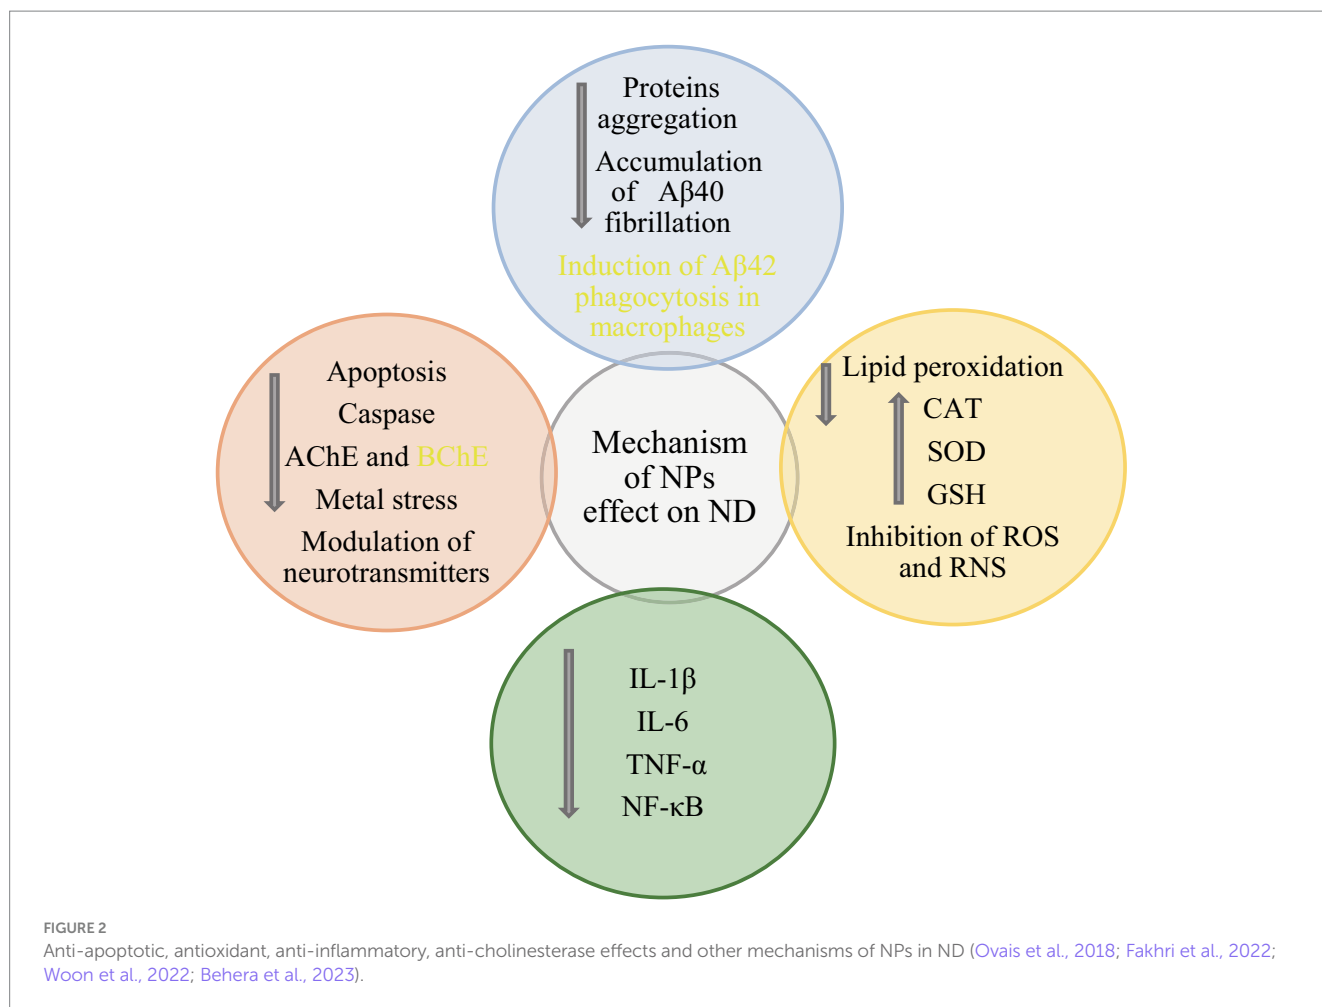 Proteins
aggregation
Accumulation
of Aβ40
fibrillation
Induction of Aβ42
phagocytosis in
macrophages
Apoptosis
Caspase
AChE and BChE
Metal stress
Modulation of
neurotransmitters
Mechanism
of NPs
effect on ND
Lipid peroxidation
CAT
SOD
GSH
Inhibition of ROS
and RNS
IL-1β
IL-6
TNF-α
NF-κB
FIGURE 2
Anti-apoptotic, antioxidant, anti-inflammatory, anti-cholinesterase effects and other mechanisms of NPs in ND (Ovais et al., 2018; Fakhri et al., 2022;
Woon et al., 2022; Behera et al., 2023).